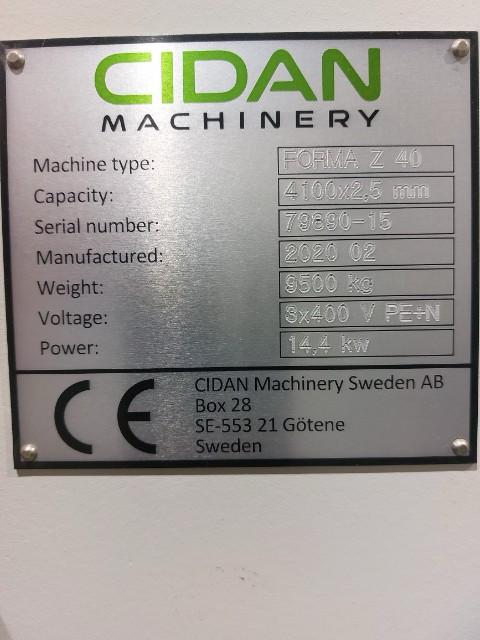 CIDAN
MACHINERY
Machine type: FORMA Z 40
Capacity: 4100x2,5 mm
Serial number: 79690-15
Manufactured: 2020 02
Weight: 9500 kg
Voltage: 3x400 V PE+N
Power: 14,4 kw
CE
CIDAN Machinery Sweden AB
Box 28
SE-553 21 Götene
Sweden